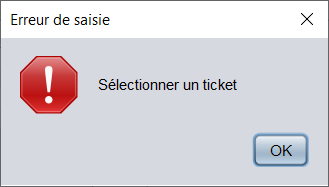 Erreur de saisie
Sélectionner un ticket
OK